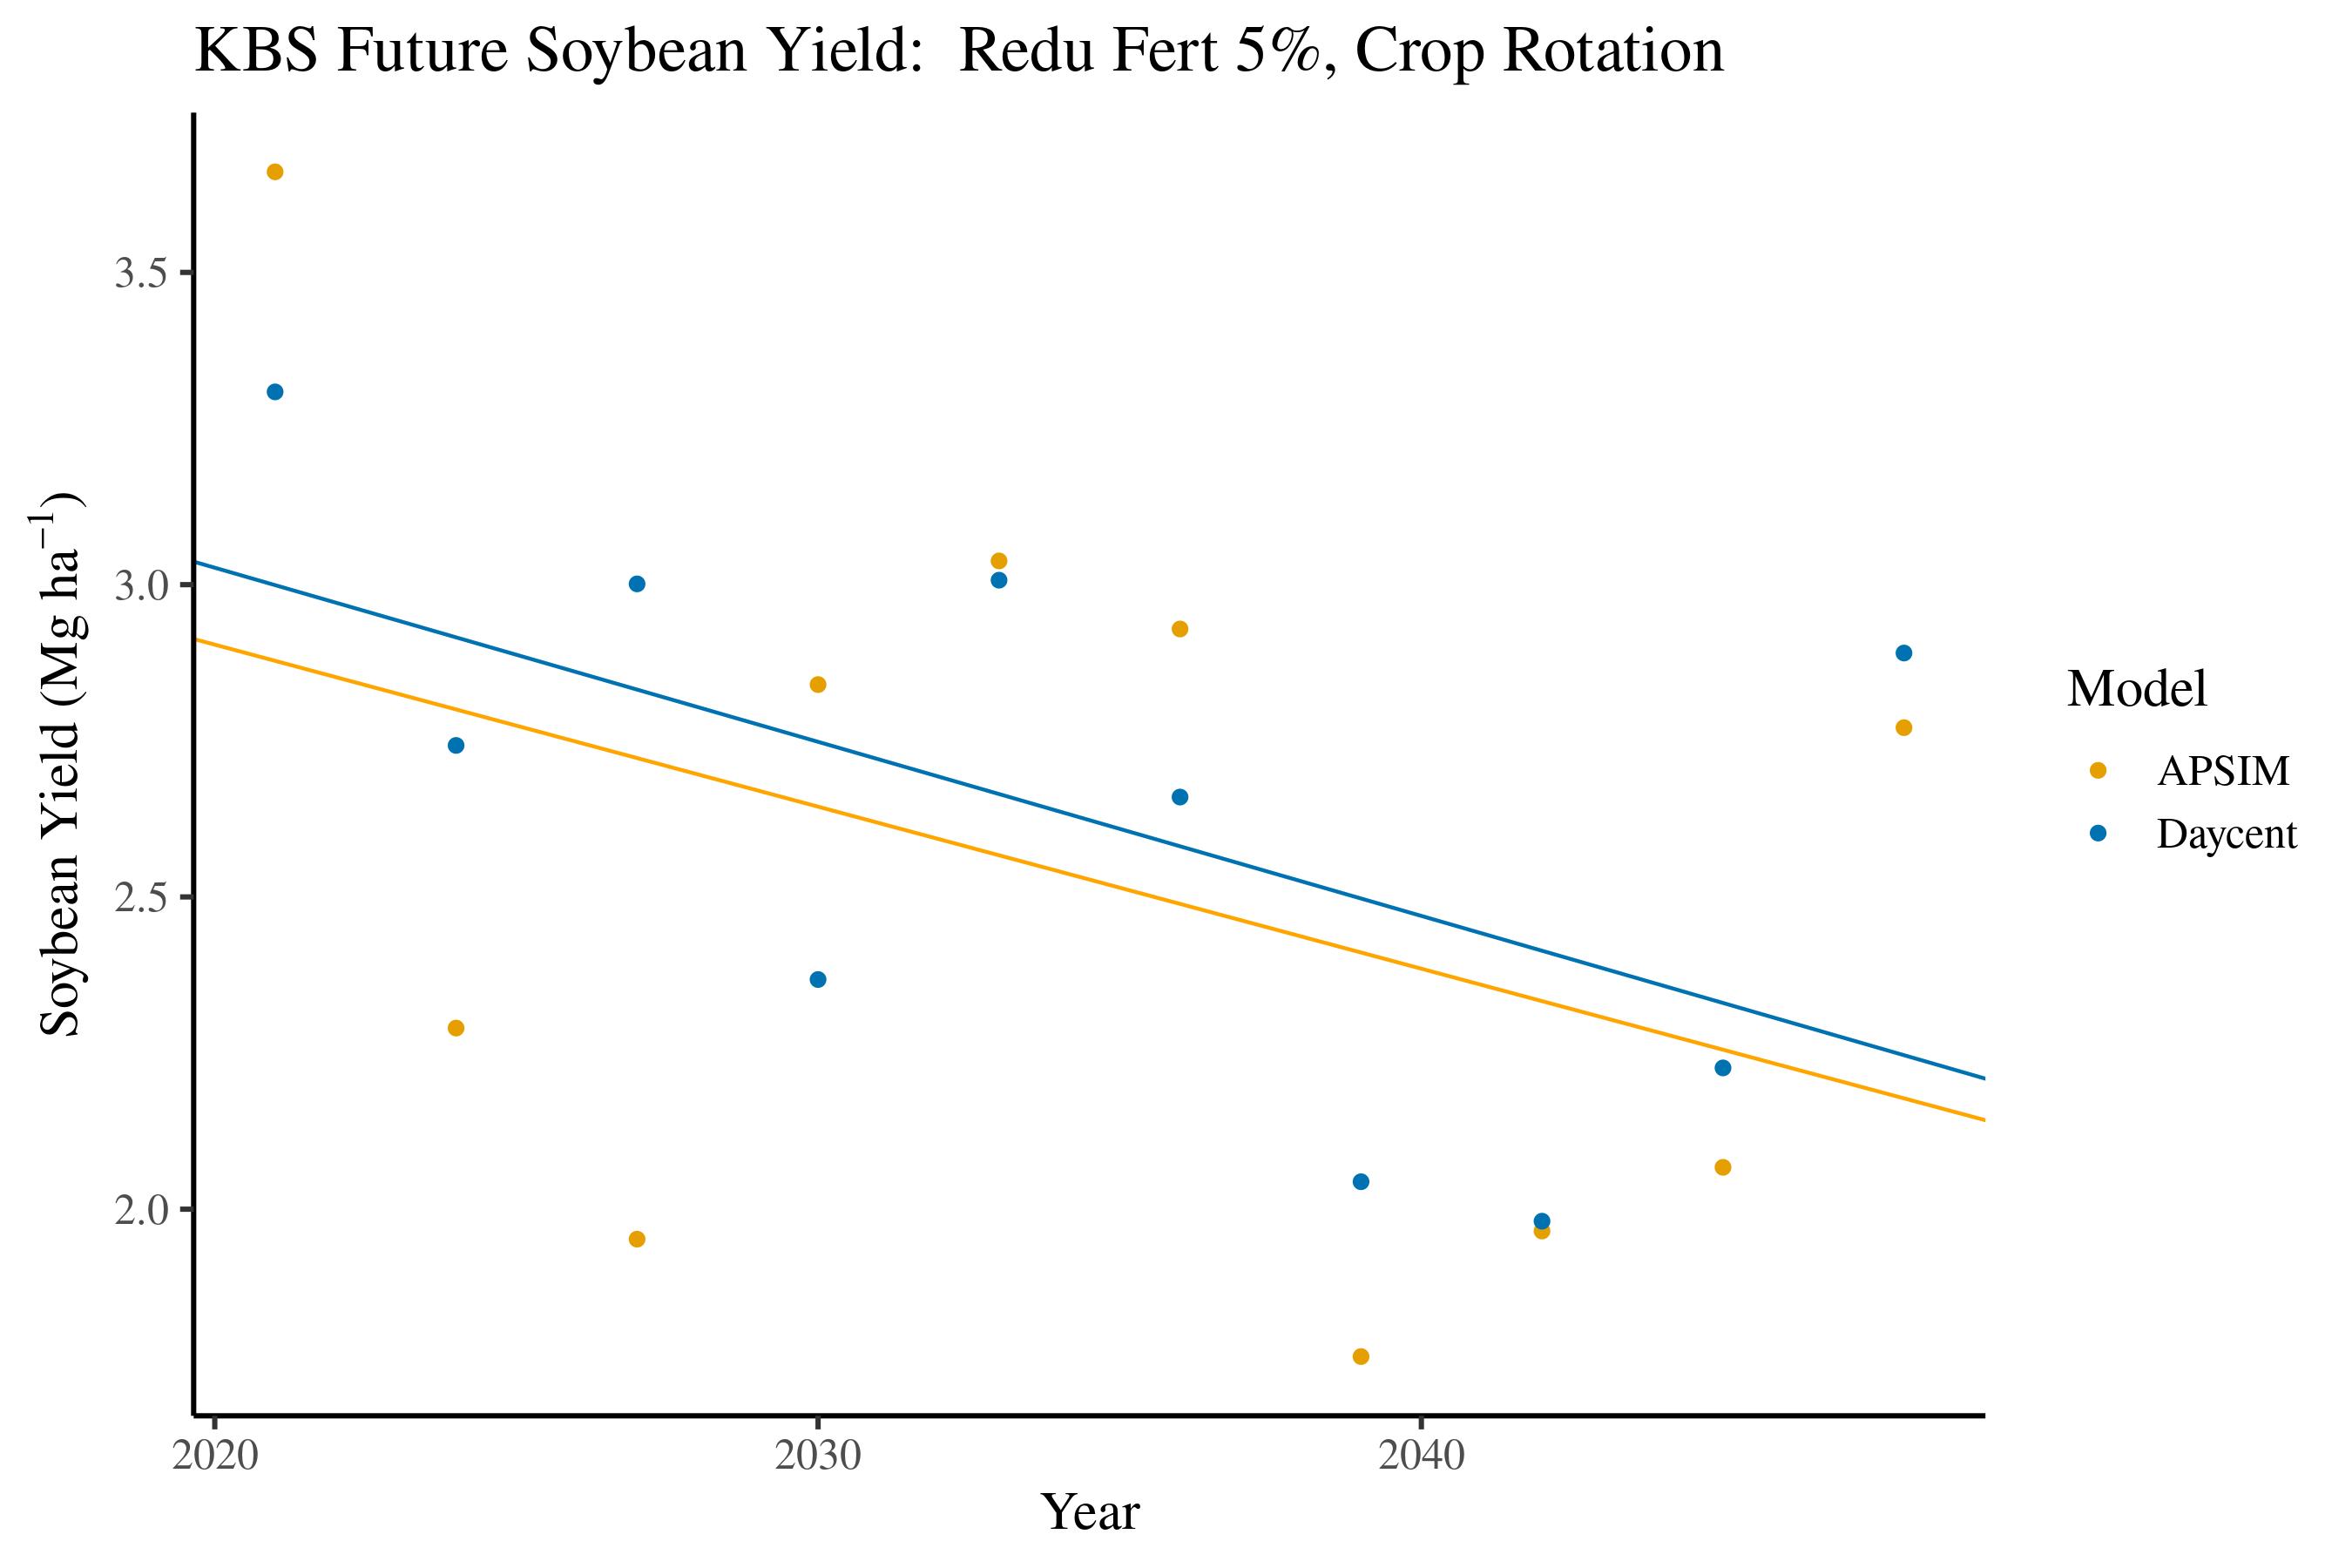 KBS Future Soybean Yield:  Redu Fert 5%, Crop Rotation
Soybean Yield (Mg ha⁻¹)
3.5
3.0
2.5
2.0
2020
2030
2040
Year
Model
APSIM
Daycent